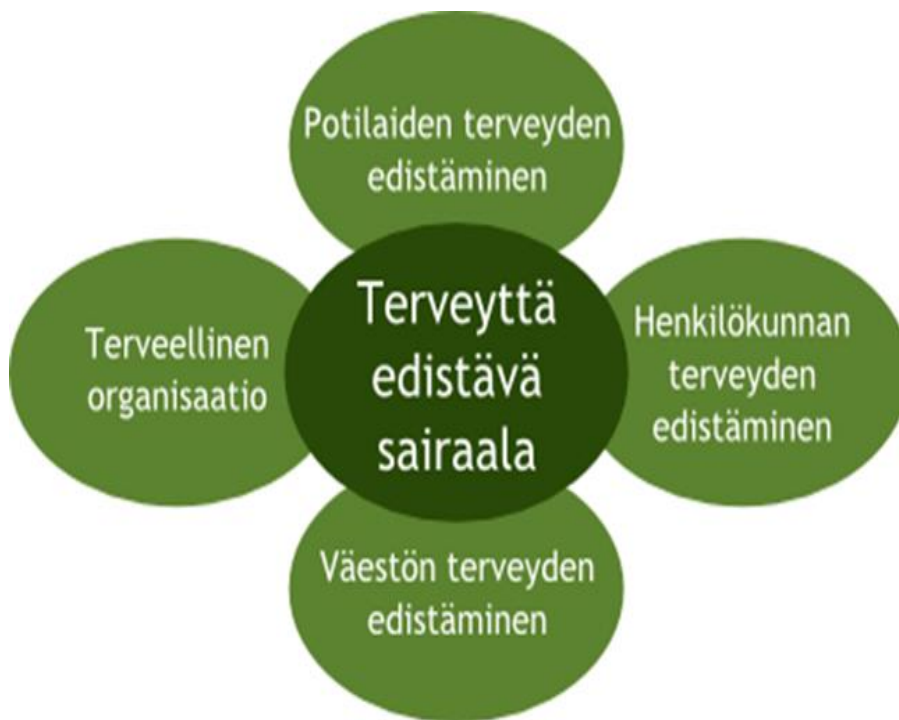 Potilaiden terveyden
edistäminen
Terveyttä
edistävä
sairaala
Terveellinen
organisaatio
Henkilökunnan
terveyden
edistäminen
Väestön terveyden
edistäminen